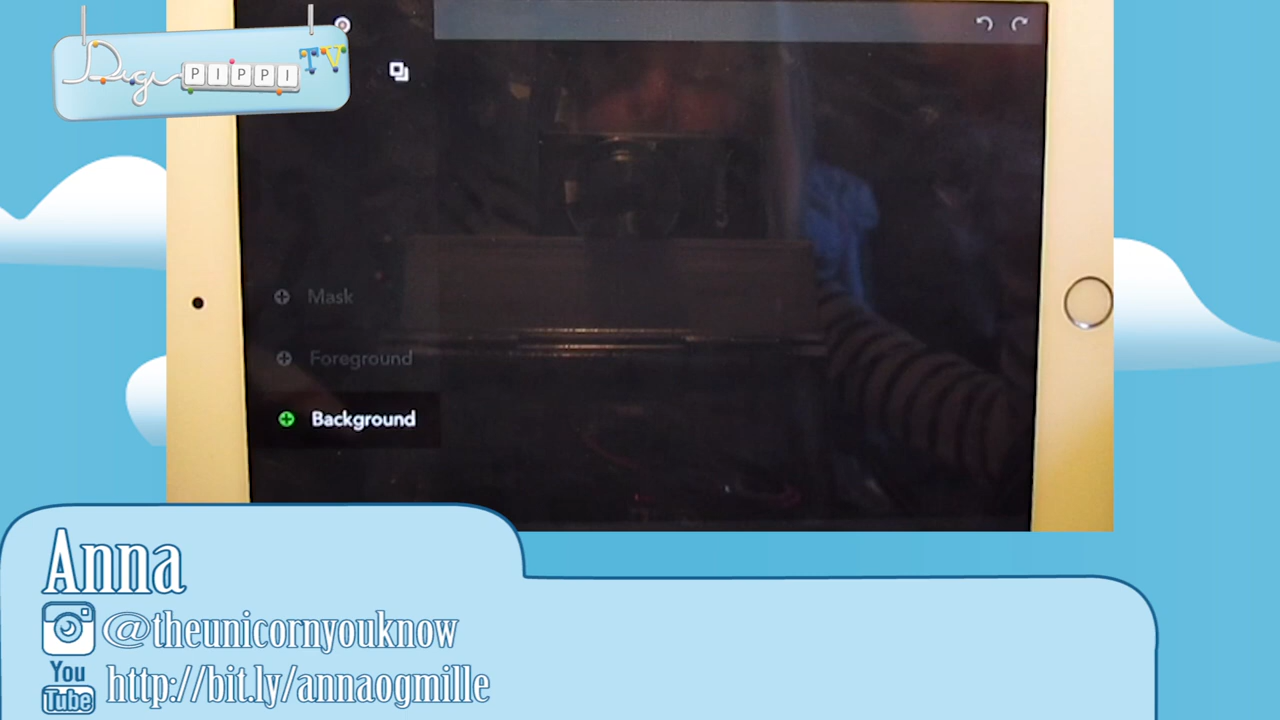 Digi PIPPI TV
Mask
Foreground
Background
Anna
@theunicornyouknow
You
Tube
http://bit.ly/annaogmille